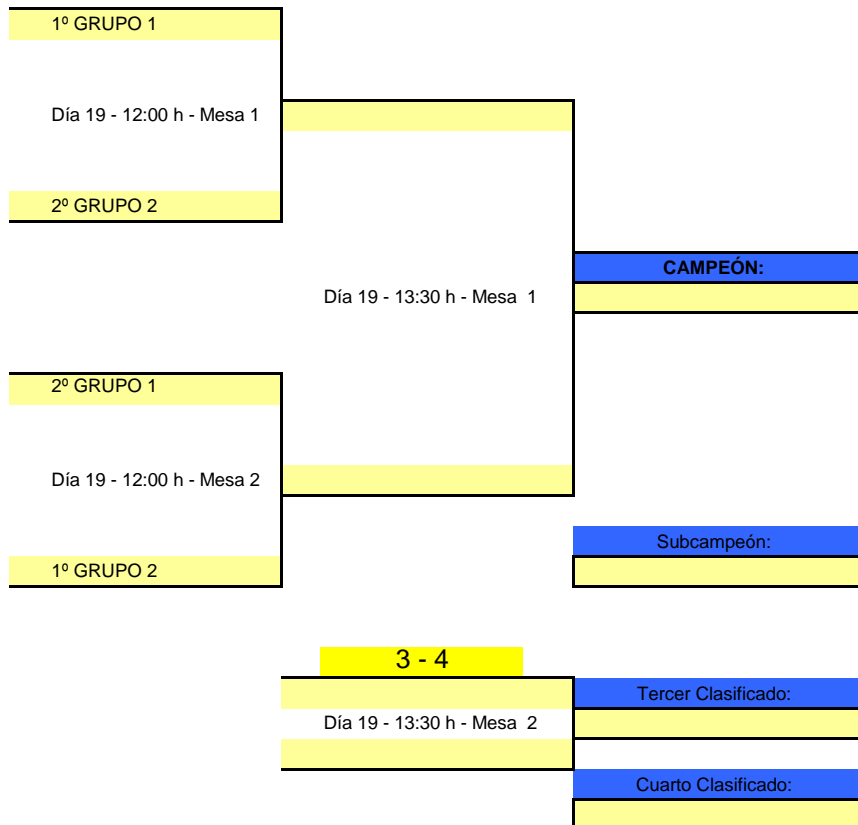 1º GRUPO 1
Día 19 - 12:00 h - Mesa 1
2º GRUPO 2
CAMPEÓN:
Día 19 - 13:30 h - Mesa 1
2º GRUPO 1
Día 19 - 12:00 h - Mesa 2
Subcampeón:
1º GRUPO 2
3 - 4
Tercer Clasificado:
Día 19 - 13:30 h - Mesa 2
Cuarto Clasificado: